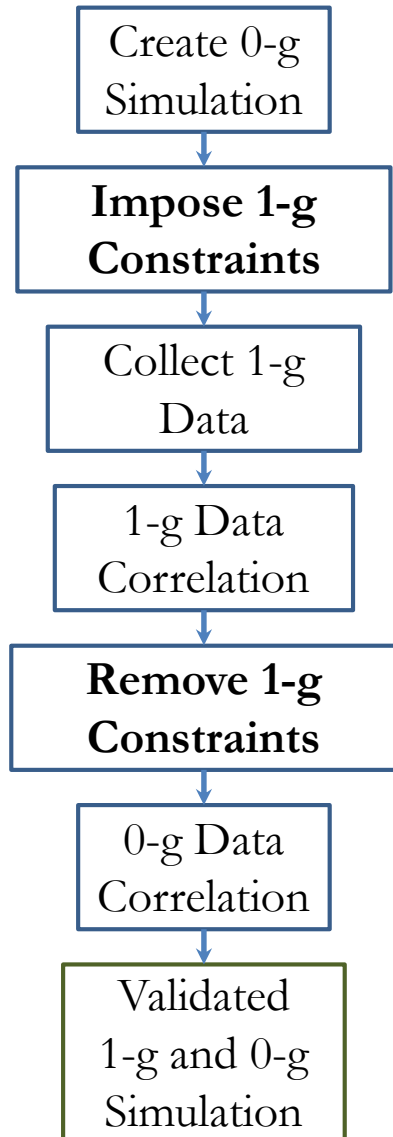 Create 0-g
Simulation
Impose 1-g
Constraints
Collect 1-g
Data
1-g Data
Correlation
Remove 1-g
Constraints
0-g Data
Correlation
Validated
1-g and 0-g
Simulation